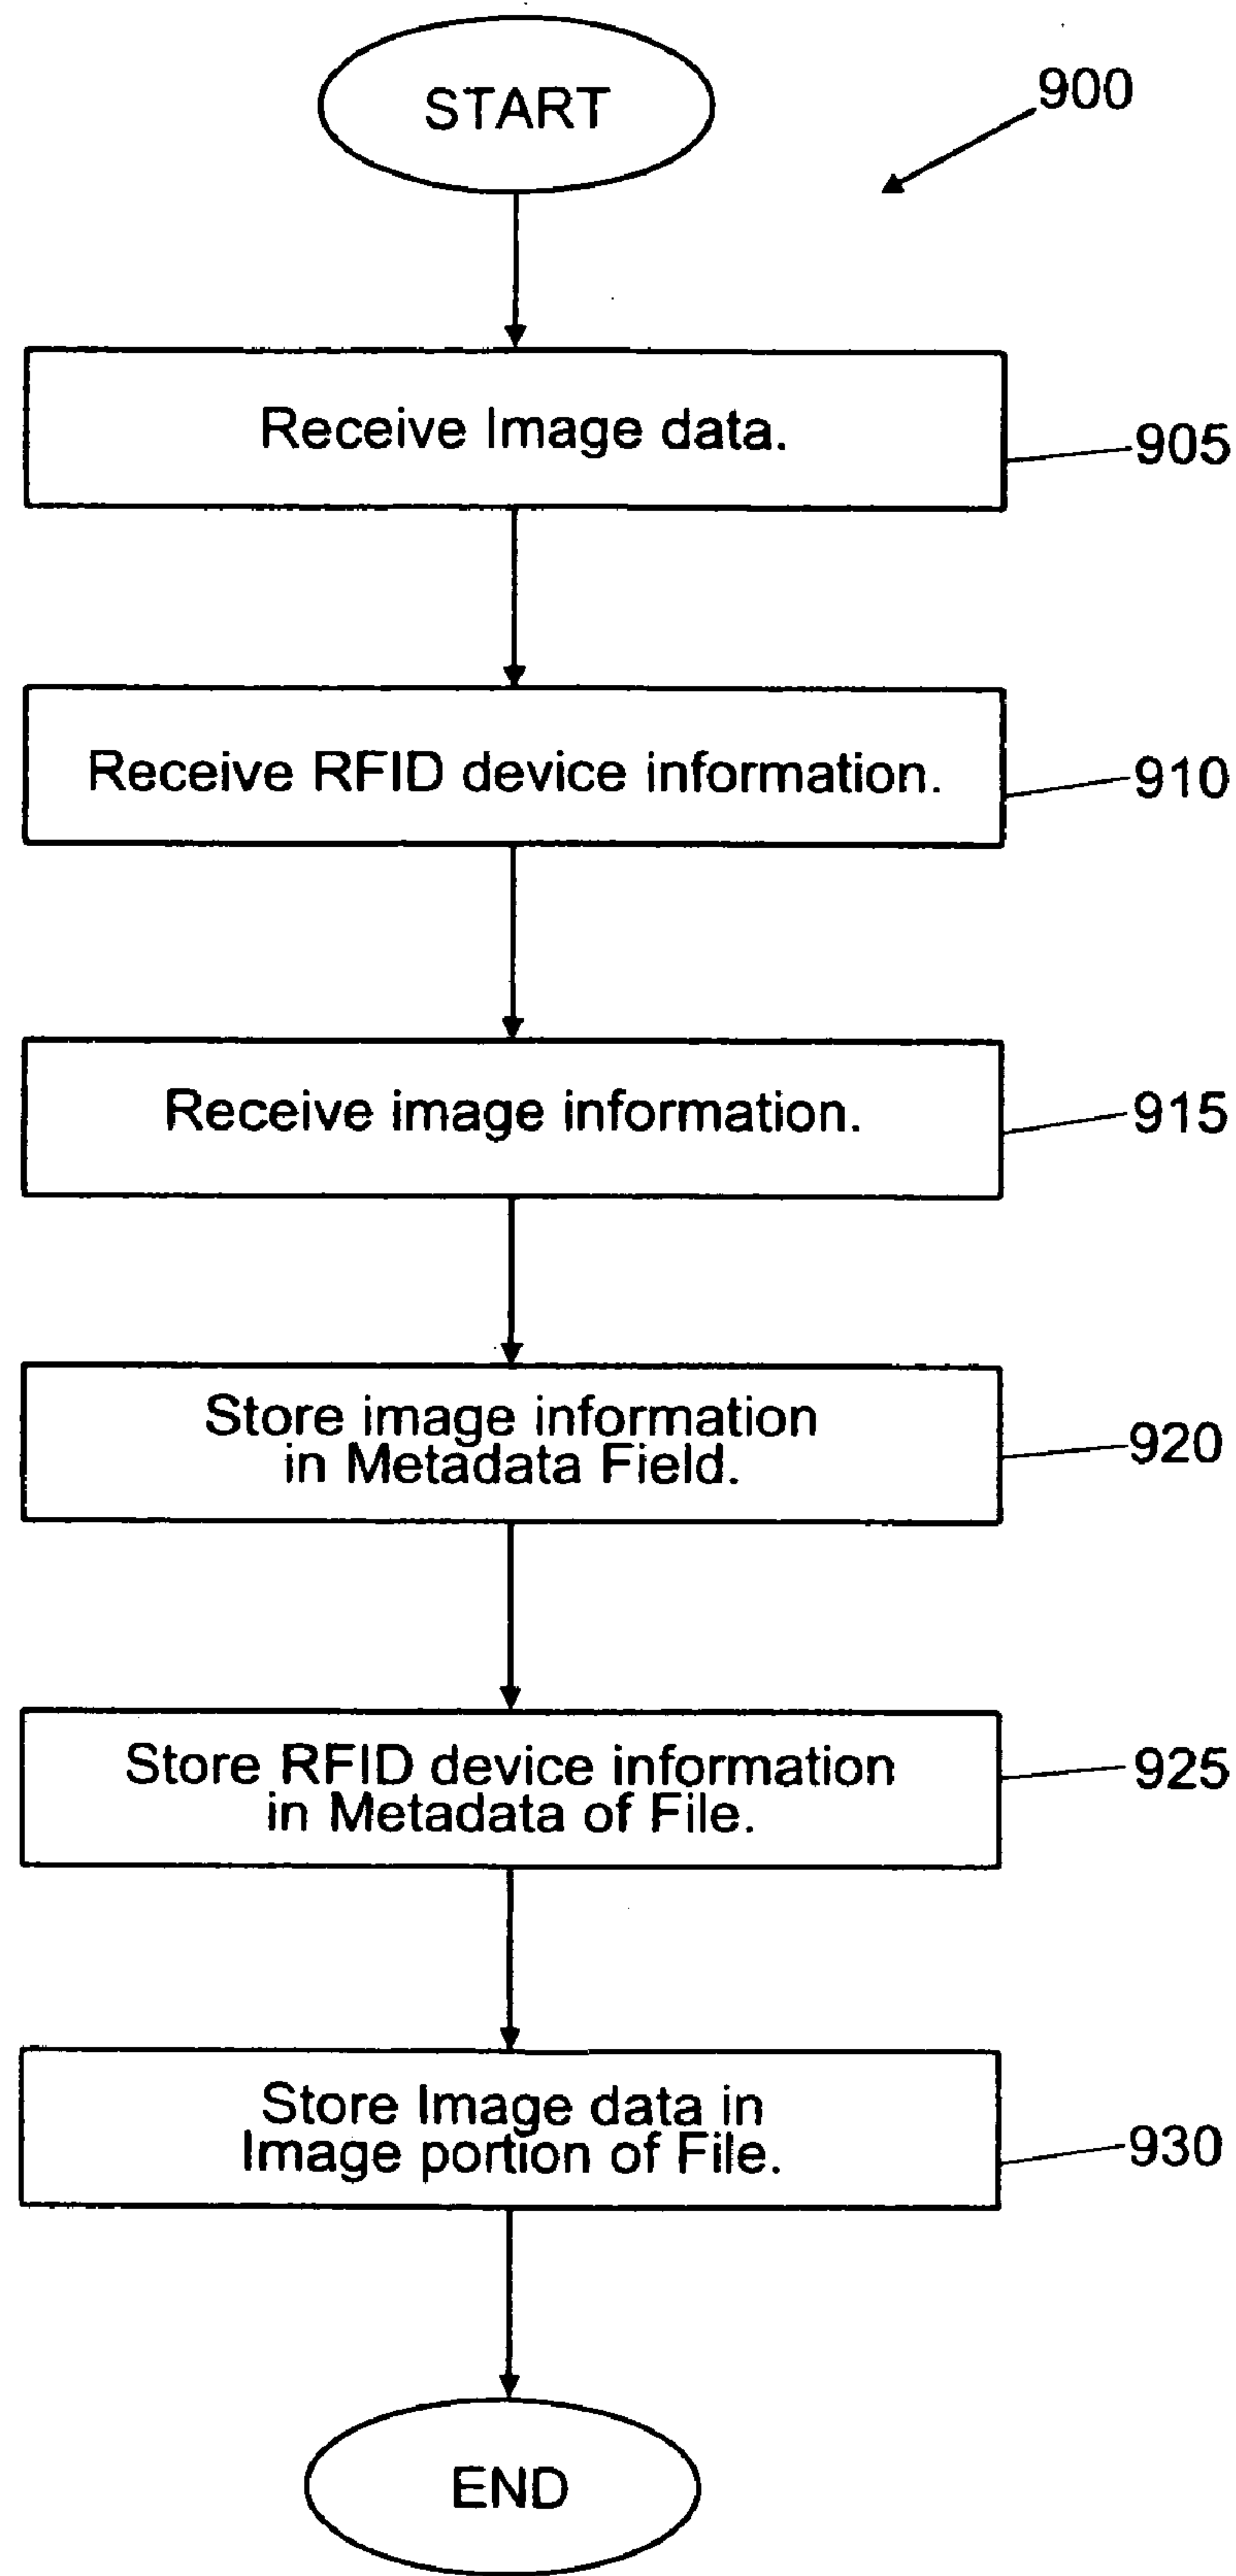 START
900
Receive Image data.
905
Receive RFID device information.
910
Receive image information.
915
Store image information
in Metadata Field.
920
Store RFID device information
in Metadata of File.
925
Store Image data in
Image portion of File.
930
END